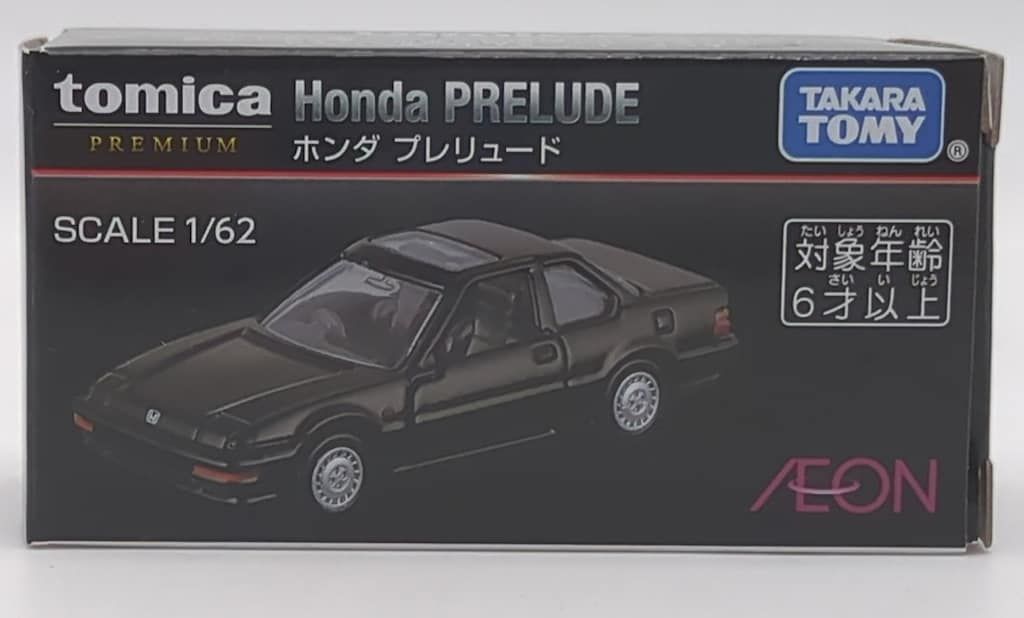 tomica
PREMIUM
Honda PRELUDE
ホンダ プレリュード
TAKARA
TOMY
®
SCALE 1/62
たい しょう ねん れい
対象年齢
さい い じょう
6才以上
ÆON